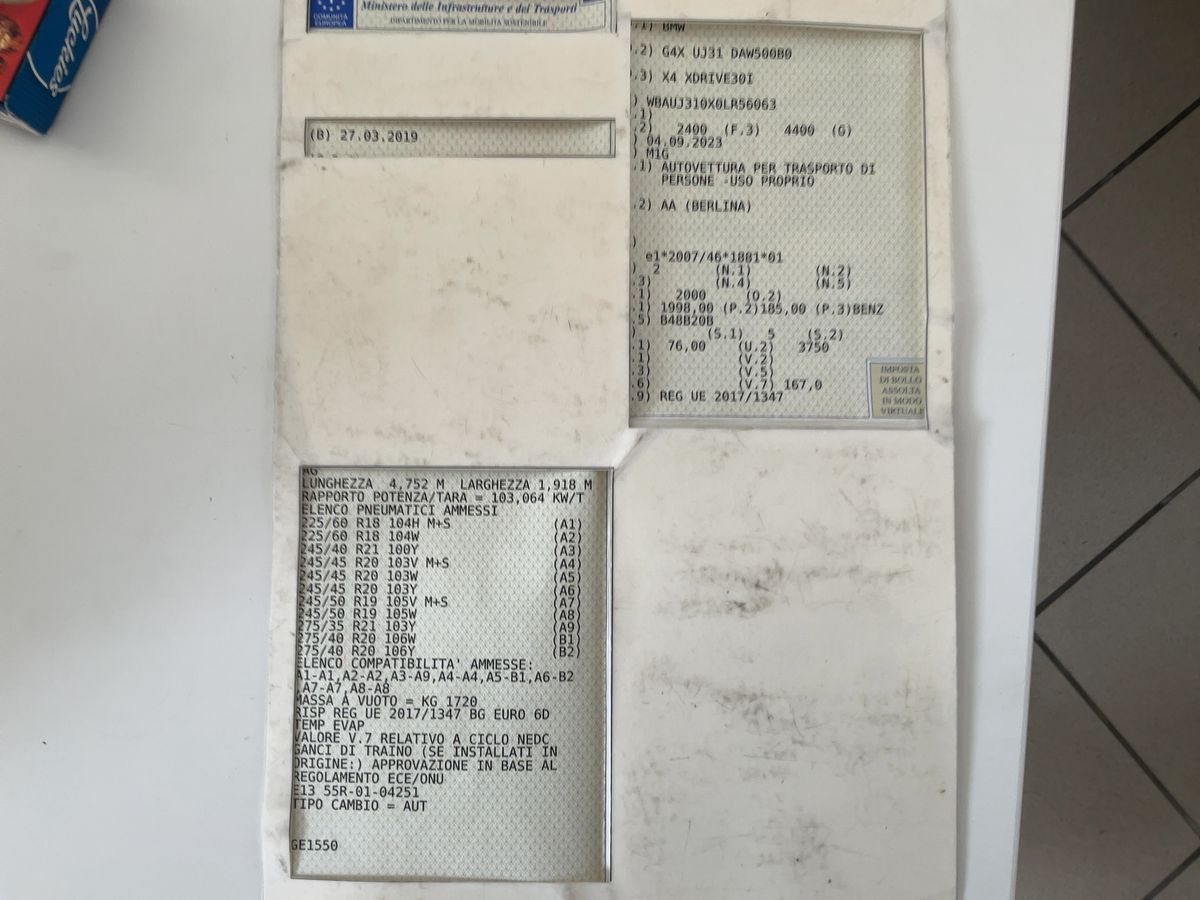 Luckies
COMUNITÀ
EUROPEA
Ministero delle Infrastrutture e dei Trasporti
DIPARTIMENTO PER LA MOBILITÀ SOSTENIBILE
(B) 27.03.2019
.1) BMW
.2) G4X UJ31 DAW500B0
.3) X4 XDRIVE30I
) WBAUJ310X0LR56063
.1)
.2) 2400 (F.3) 4400 (G)
) 04.09.2023
) M1G
.1) AUTOVETTURA PER TRASPORTO DI
PERSONE -USO PROPRIO
.2) AA (BERLINA)
)
e1*2007/46*1881*01
) 2 (N.1) (N.2)
.3) (N.4) (N.5)
.1) 2000 (O.2)
.1) 1998,00 (P.2)185,00 (P.3)BENZ
.5) B48B20B
) (S.1) 5 (S.2)
.1) 76,00 (U.2) 3750
.1) (V.2)
.3) (V.5)
.6) (V.7) 167,0
.9) REG UE 2017/1347
IMPOSTA
DI BOLLO
ASSOLTA
IN MODO
VIRTUALE
AG
LUNGHEZZA 4,752 M LARGHEZZA 1,918 M
RAPPORTO POTENZA/TARA = 103,064 KW/T
ELENCO PNEUMATICI AMMESSI
225/60 R18 104H M+S (A1)
225/60 R18 104W (A2)
245/40 R21 100Y (A3)
245/45 R20 103V M+S (A4)
245/45 R20 103W (A5)
245/45 R20 103Y (A6)
245/50 R19 105V M+S (A7)
245/50 R19 105W (A8)
275/35 R21 103Y (A9)
275/40 R20 106W (B1)
275/40 R20 106Y (B2)
ELENCO COMPATIBILITA' AMMESSE:
A1-A1,A2-A2,A3-A9,A4-A4,A5-B1,A6-B2
,A7-A7,A8-A8
MASSA A VUOTO = KG 1720
RISP REG UE 2017/1347 BG EURO 6D
TEMP EVAP
VALORE V.7 RELATIVO A CICLO NEDC
GANCI DI TRAINO (SE INSTALLATI IN
ORIGINE:) APPROVAZIONE IN BASE AL
REGOLAMENTO ECE/ONU
E13 55R-01-04251
TIPO CAMBIO = AUT
GE1550